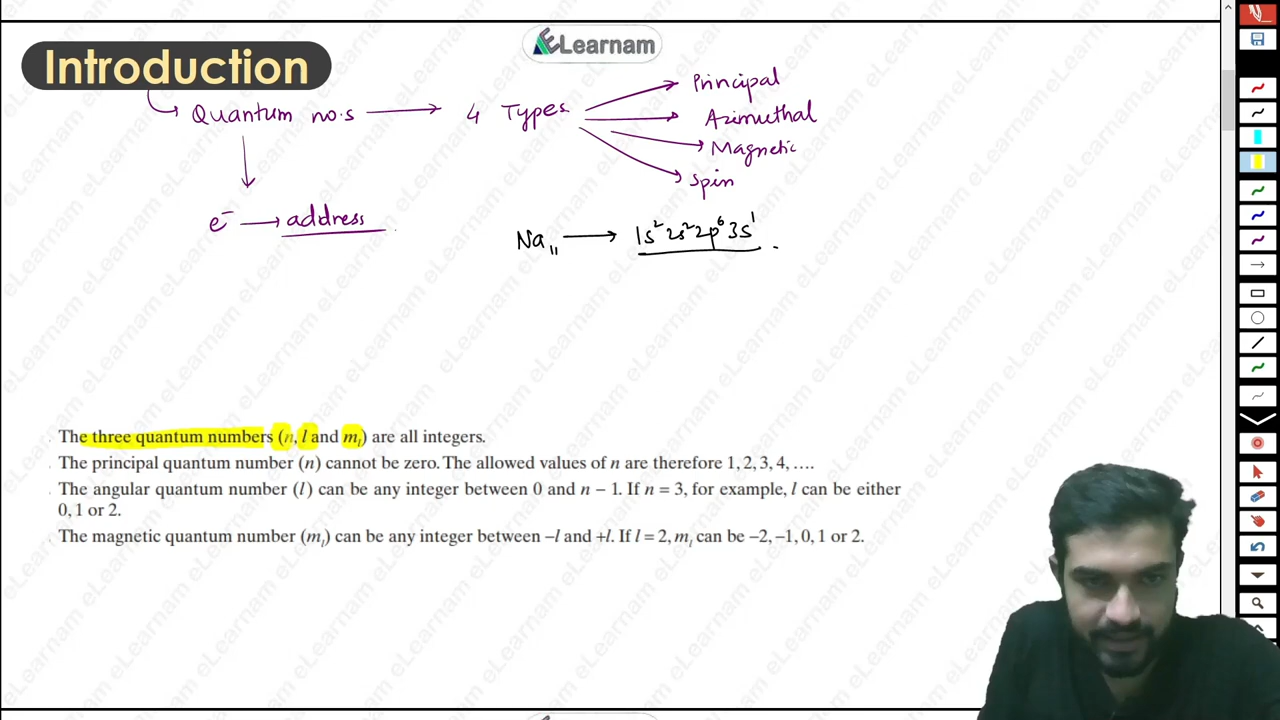 ELearnam
Introduction
Quantum no.s → 4 Types
Principal
Azimuthal
Magnetic
Spin
e⁻ → address
Na₁₁ → 1s² 2s² 2p⁶ 3s¹
The three quantum numbers (n, l and mₗ) are all integers.
The principal quantum number (n) cannot be zero. The allowed values of n are therefore 1, 2, 3, 4, ….
The angular quantum number (l) can be any integer between 0 and n − 1. If n = 3, for example, l can be either
0, 1 or 2.
The magnetic quantum number (mₗ) can be any integer between −l and +l. If l = 2, mₗ can be −2, −1, 0, 1 or 2.